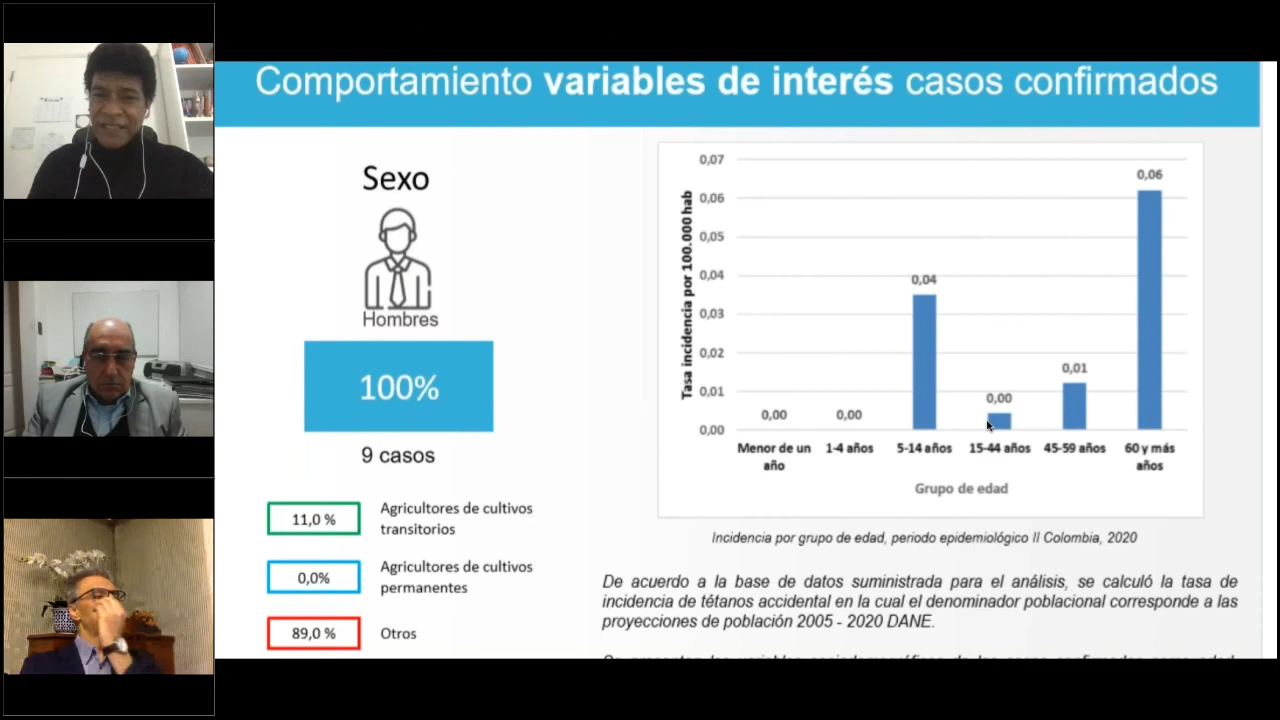 Comportamiento variables de interés casos confirmados
Sexo
Hombres
100%
9 casos
11,0 %
Agricultores de cultivos
transitorios
0,0%
Agricultores de cultivos
permanentes
89,0 %
Otros
Tasa incidencia por 100.000 hab
0,07
0,06
0,05
0,04
0,03
0,02
0,01
0,00
0,00
0,00
0,04
0,00
0,01
0,06
Menor de un
año
1-4 años
5-14 años
15-44 años
45-59 años
60 y más
años
Grupo de edad
Incidencia por grupo de edad, periodo epidemiológico II Colombia, 2020
De acuerdo a la base de datos suministrada para el análisis, se calculó la tasa de
incidencia de tétanos accidental en la cual el denominador poblacional corresponde a las
proyecciones de población 2005 - 2020 DANE.